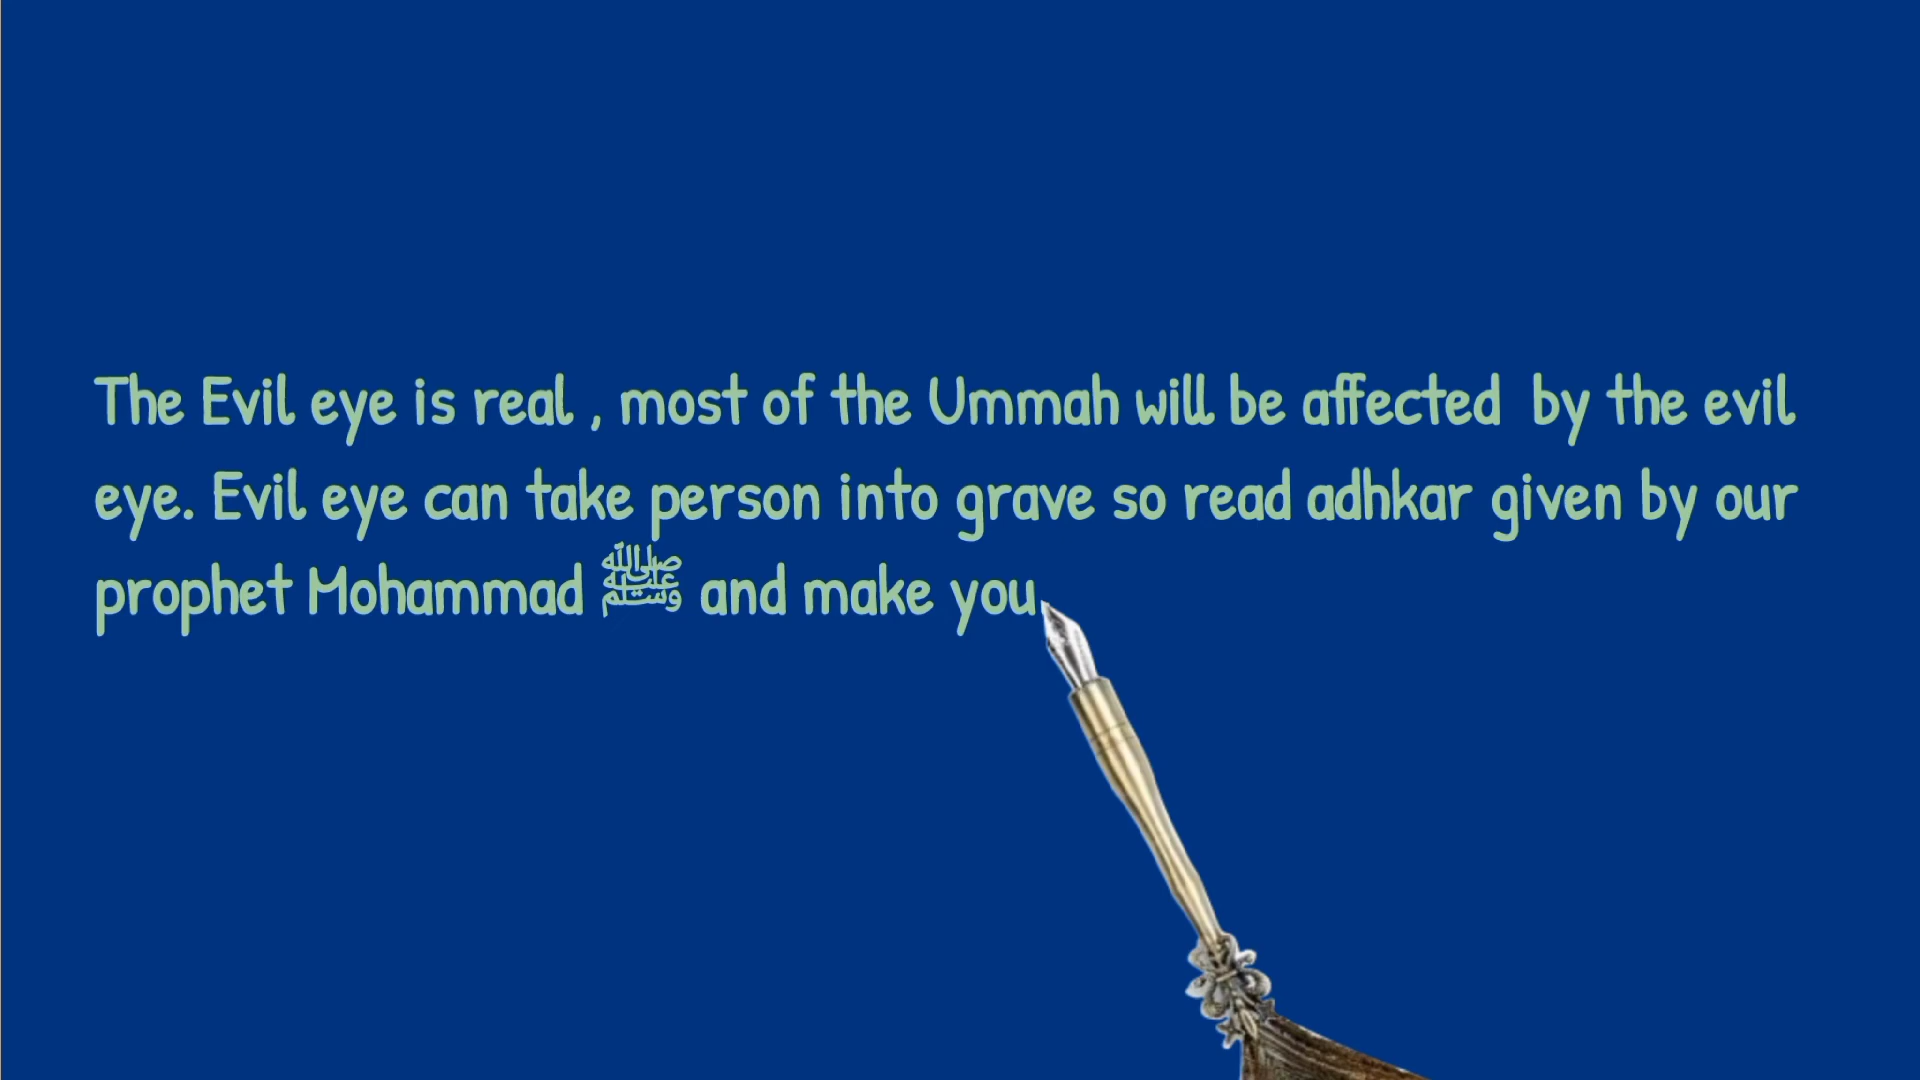 The Evil eye is real , most of the Ummah will be affected  by the evil
eye. Evil eye can take person into grave so read adhkar given by our
prophet Mohammad ﷺ and make you